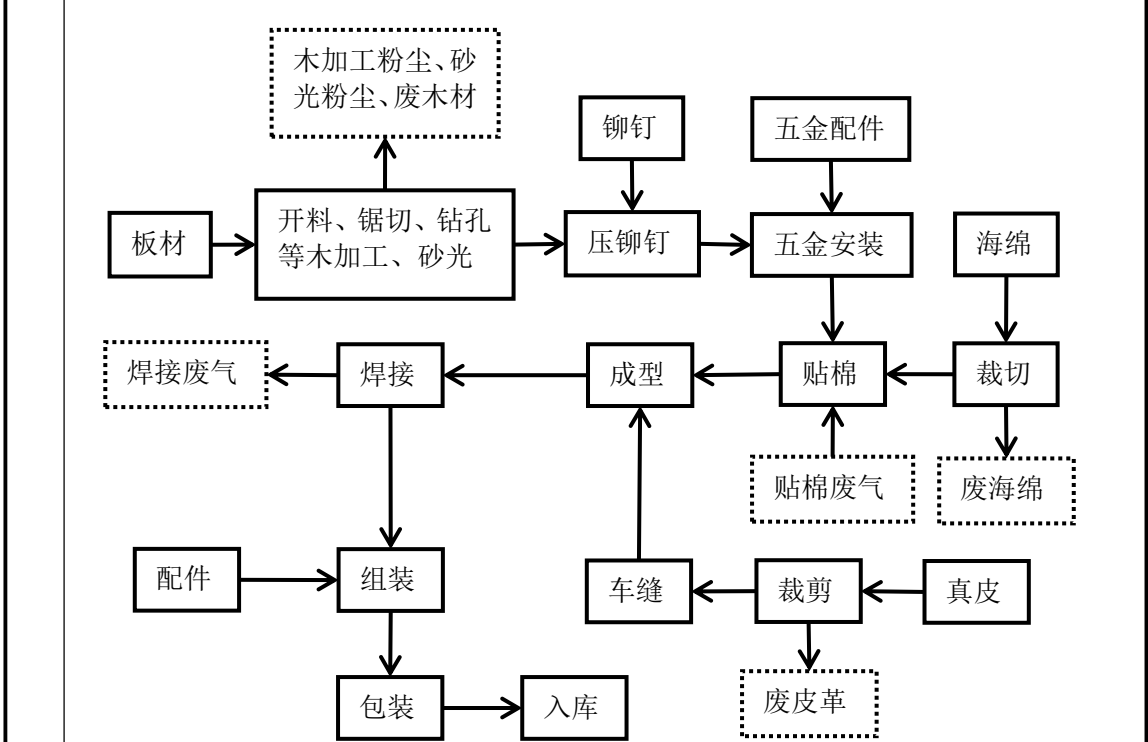 木加工粉尘、砂
光粉尘、废木材
铆钉
五金配件
板材
开料、锯切、钻孔
等木加工、砂光
压铆钉
五金安装
海绵
焊接废气
焊接
成型
贴棉
裁切
贴棉废气
废海绵
配件
组装
车缝
裁剪
真皮
包装
入库
废皮革